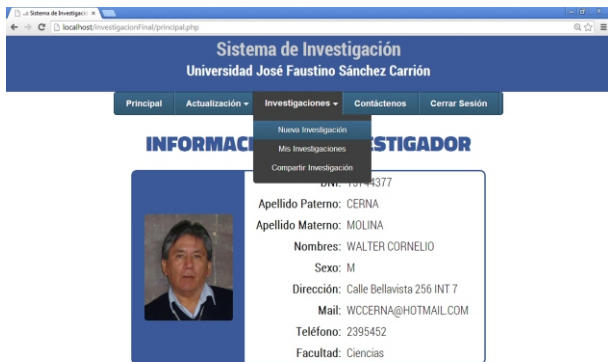 ..:: Sistema de Investigaci
localhost/investigacionFinal/principal.php
Sistema de Investigación
Universidad José Faustino Sánchez Carrión
Principal Actualización Investigaciones Contáctenos Cerrar Sesión
Nueva Investigación
Mis Investigaciones
Compartir Investigación
INFORMACI STIGADOR
DNI:
Apellido Paterno: CERNA
Apellido Materno: MOLINA
Nombres: WALTER CORNELIO
Sexo: M
Dirección: Calle Bellavista 256 INT 7
Mail: WCCERNA@HOTMAIL.COM
Teléfono: 2395452
Facultad: Ciencias